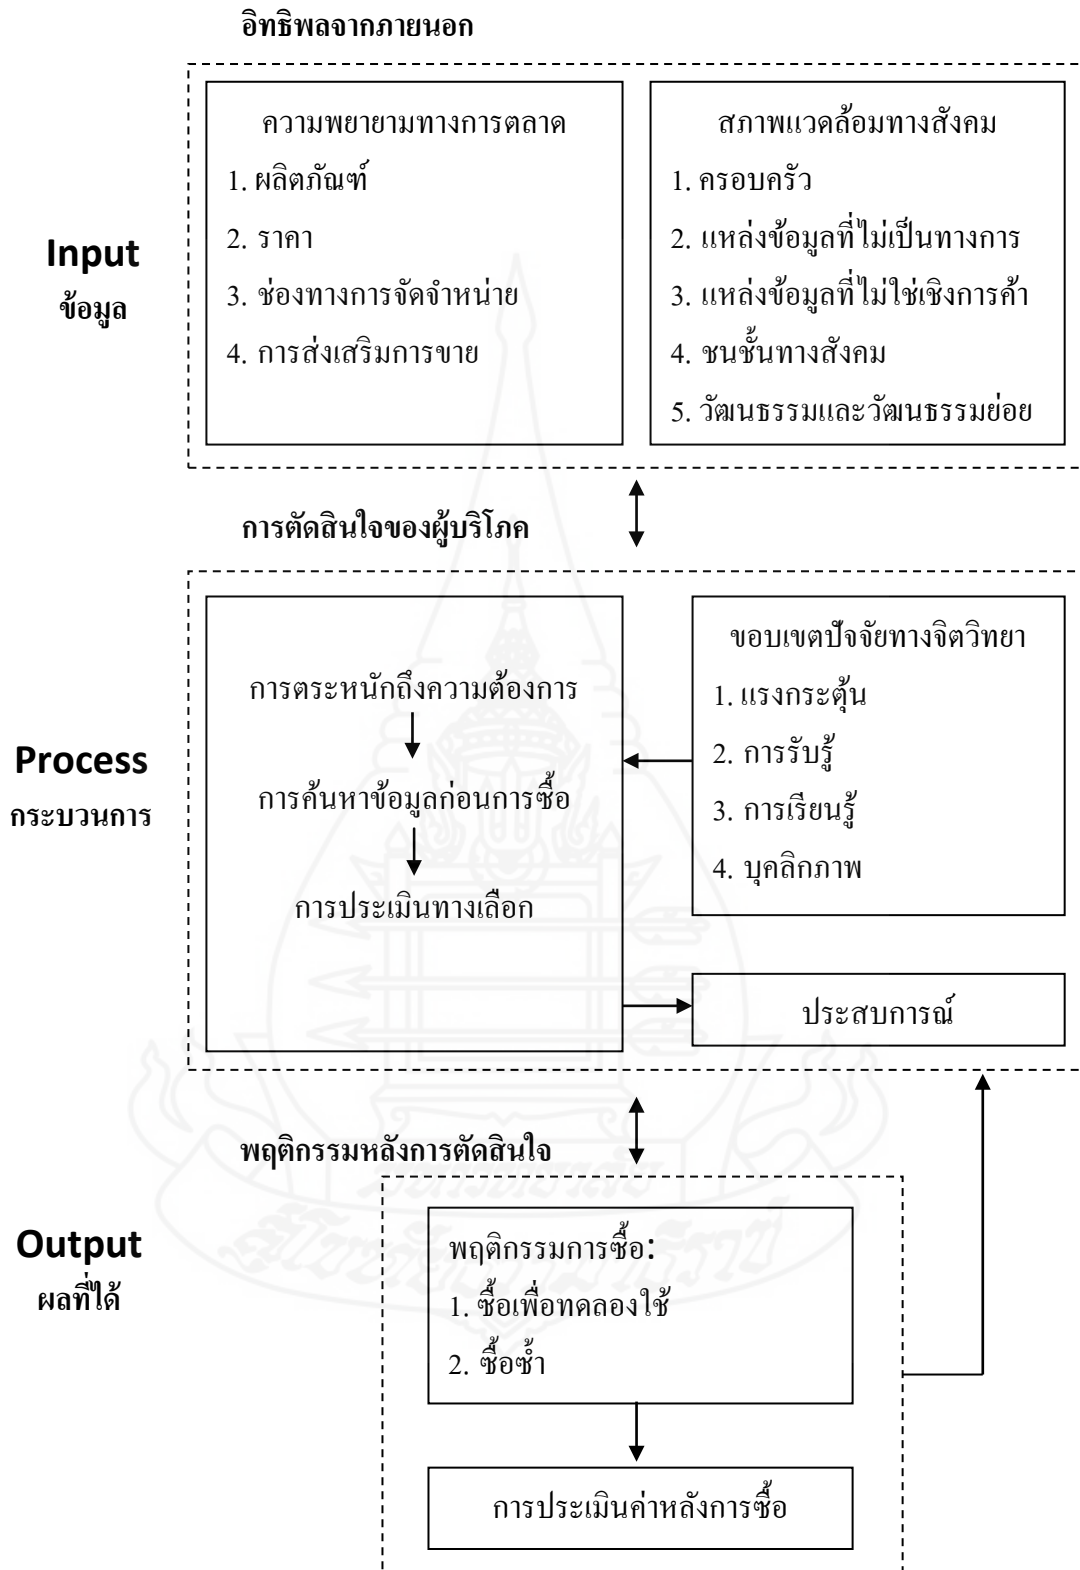 อิทธิพลจากภายนอก
Input
ข้อมูล
ความพยายามทางการตลาด
1. ผลิตภัณฑ์
2. ราคา
3. ช่องทางการจัดจำหน่าย
4. การส่งเสริมการขาย
สภาพแวดล้อมทางสังคม
1. ครอบครัว
2. แหล่งข้อมูลที่ไม่เป็นทางการ
3. แหล่งข้อมูลที่ไม่ใช่เชิงการค้า
4. ชนชั้นทางสังคม
5. วัฒนธรรมและวัฒนธรรมย่อย
การตัดสินใจของผู้บริโภค
Process
กระบวนการ
การตระหนักถึงความต้องการ
การค้นหาข้อมูลก่อนการซื้อ
การประเมินทางเลือก
ขอบเขตปัจจัยทางจิตวิทยา
1. แรงกระตุ้น
2. การรับรู้
3. การเรียนรู้
4. บุคลิกภาพ
ประสบการณ์
พฤติกรรมหลังการตัดสินใจ
Output
ผลที่ได้
พฤติกรรมการซื้อ:
1. ซื้อเพื่อทดลองใช้
2. ซื้อซ้ำ
การประเมินค่าหลังการซื้อ